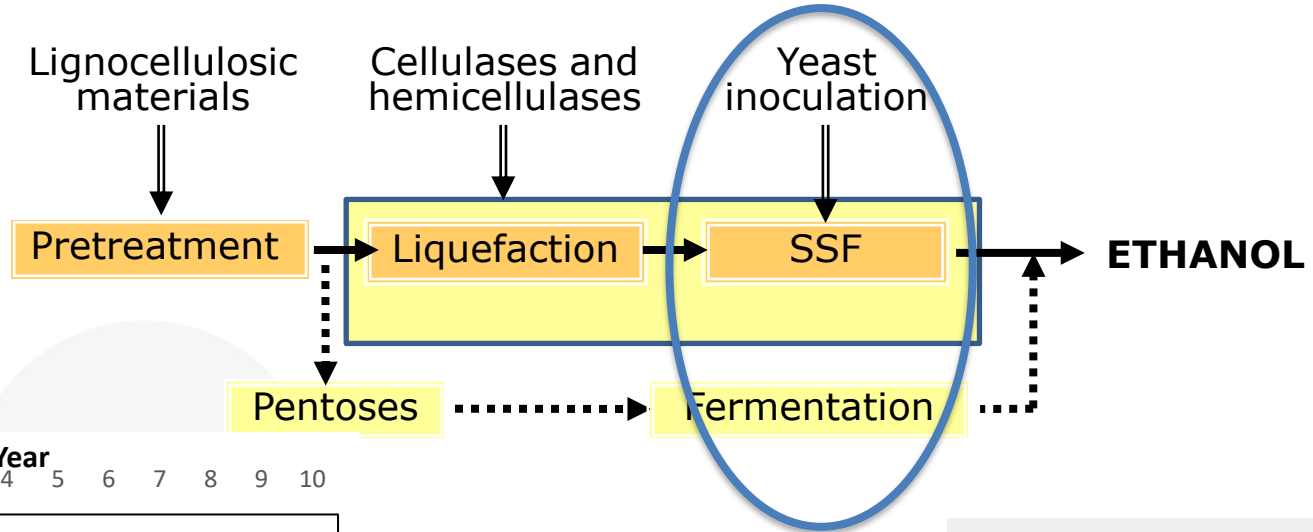 Lignocellulosic
materials
Cellulases and
hemicellulases
Yeast
inoculation
Pretreatment
Liquefaction
SSF
ETHANOL
Pentoses
Fermentation
Year
4 5 6 7 8 9 10